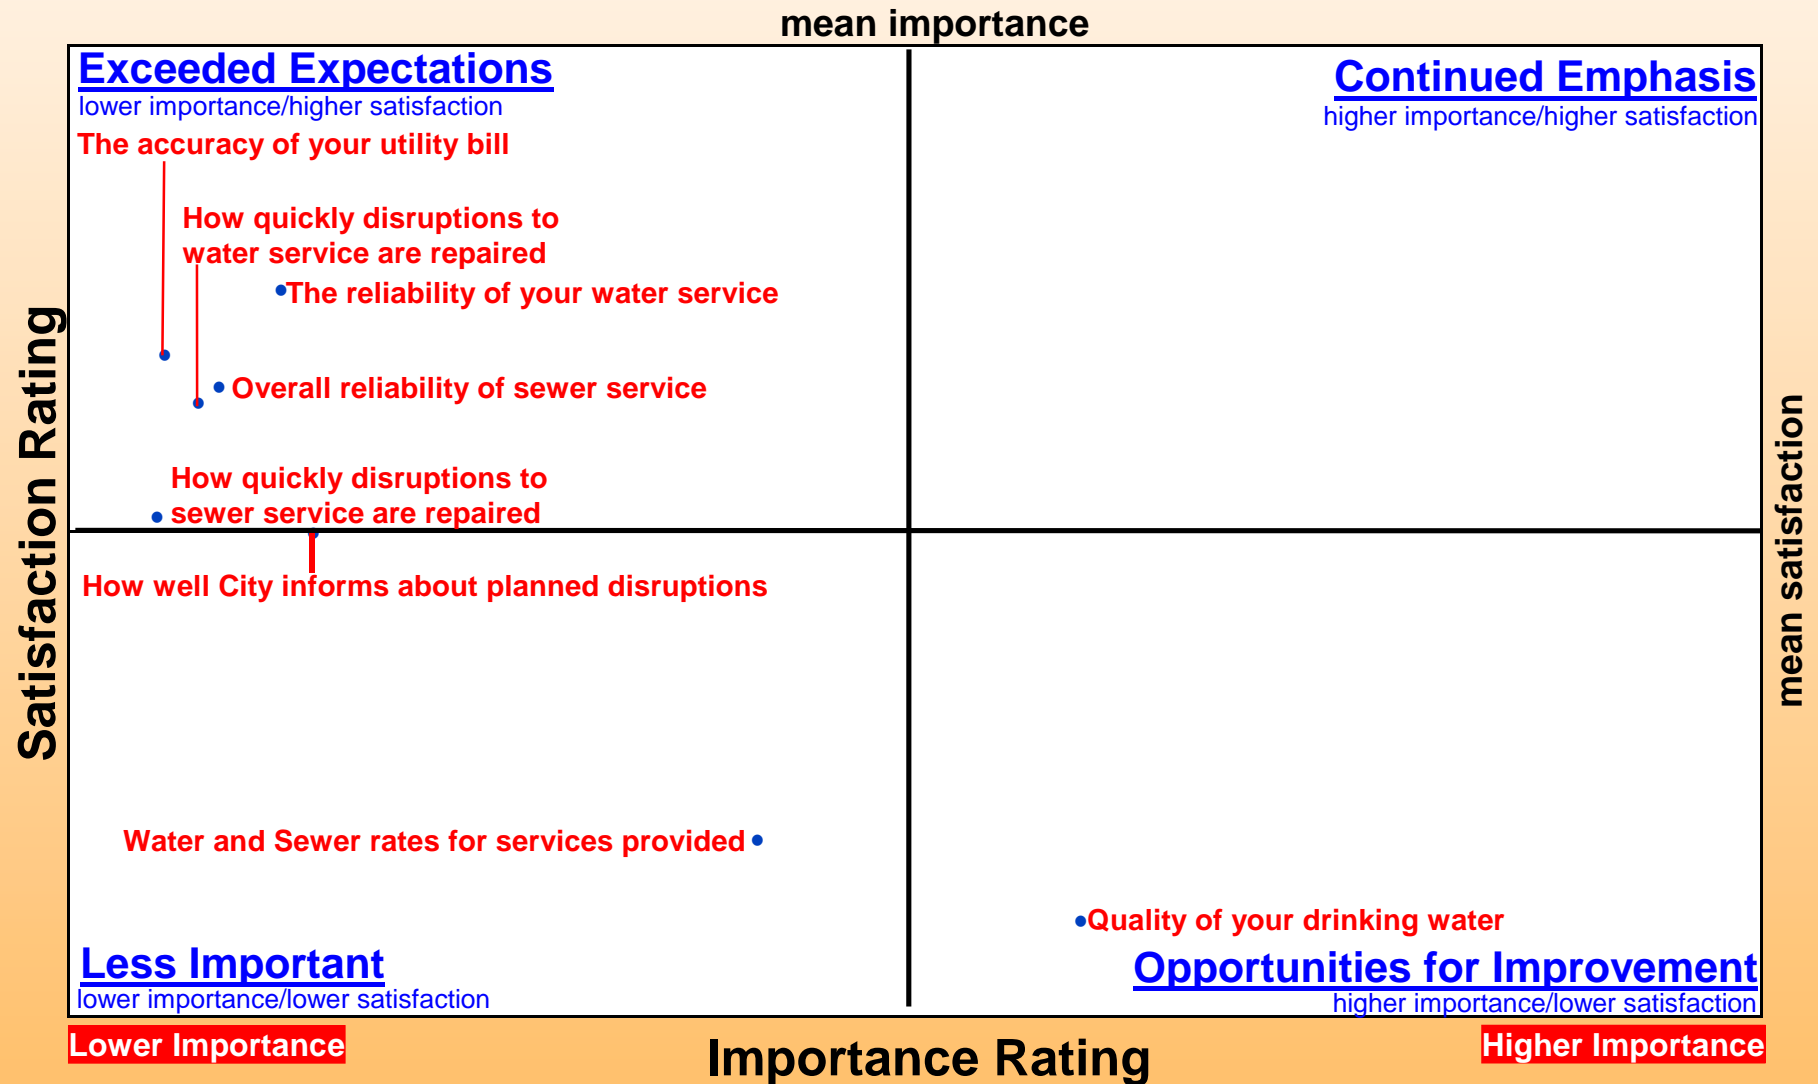 mean importance
Exceeded Expectations
lower importance/higher satisfaction
Continued Emphasis
higher importance/higher satisfaction
The accuracy of your utility bill
How quickly disruptions to
water service are repaired
The reliability of your water service
Overall reliability of sewer service
How quickly disruptions to
sewer service are repaired
How well City informs about planned disruptions
Satisfaction Rating
mean satisfaction
Water and Sewer rates for services provided
Quality of your drinking water
Less Important
lower importance/lower satisfaction
Opportunities for Improvement
higher importance/lower satisfaction
Lower Importance
Importance Rating
Higher Importance